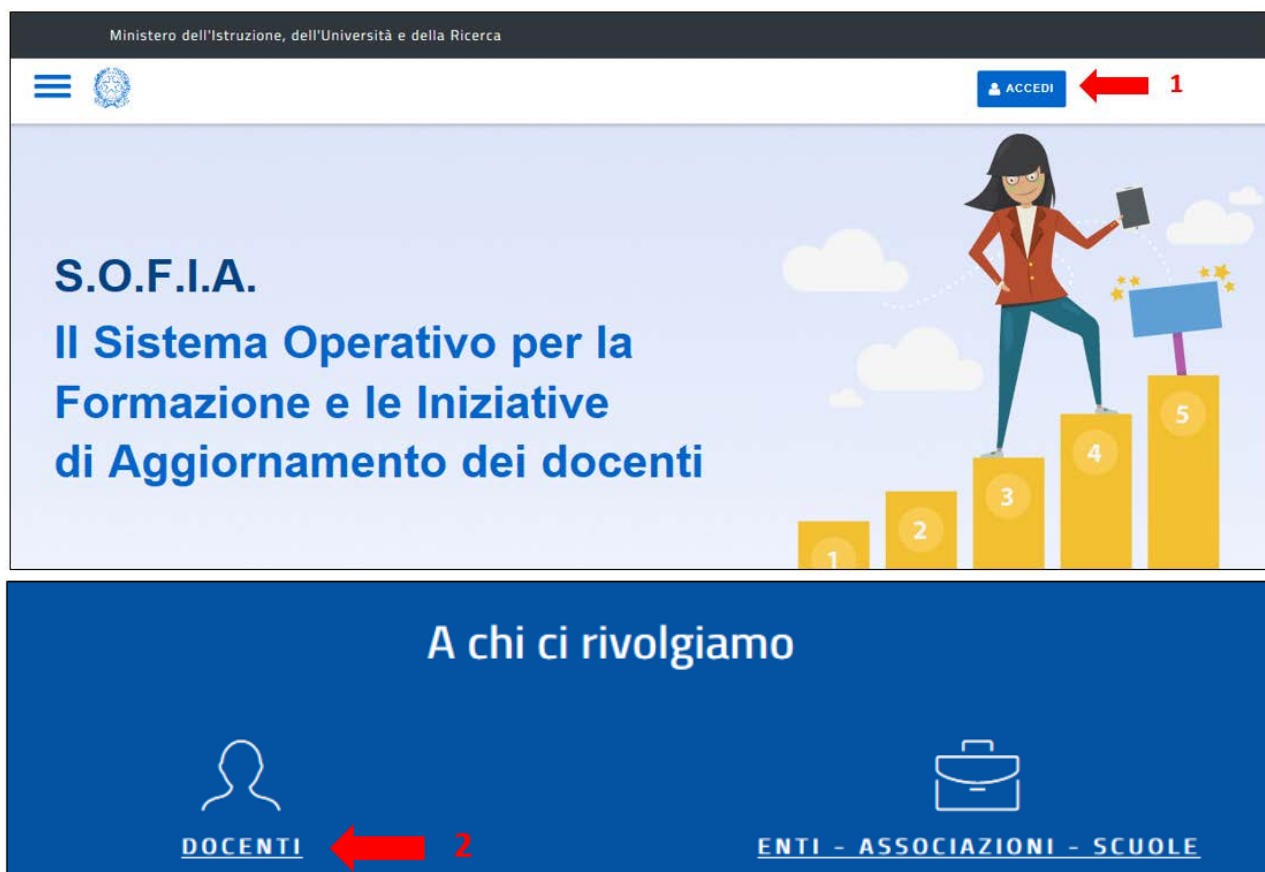 Ministero dell'Istruzione, dell'Università e della Ricerca
ACCEDI
1
S.O.F.I.A.
Il Sistema Operativo per la
Formazione e le Iniziative
di Aggiornamento dei docenti
1
2
3
4
5
A chi ci rivolgiamo
DOCENTI
2
ENTI - ASSOCIAZIONI - SCUOLE